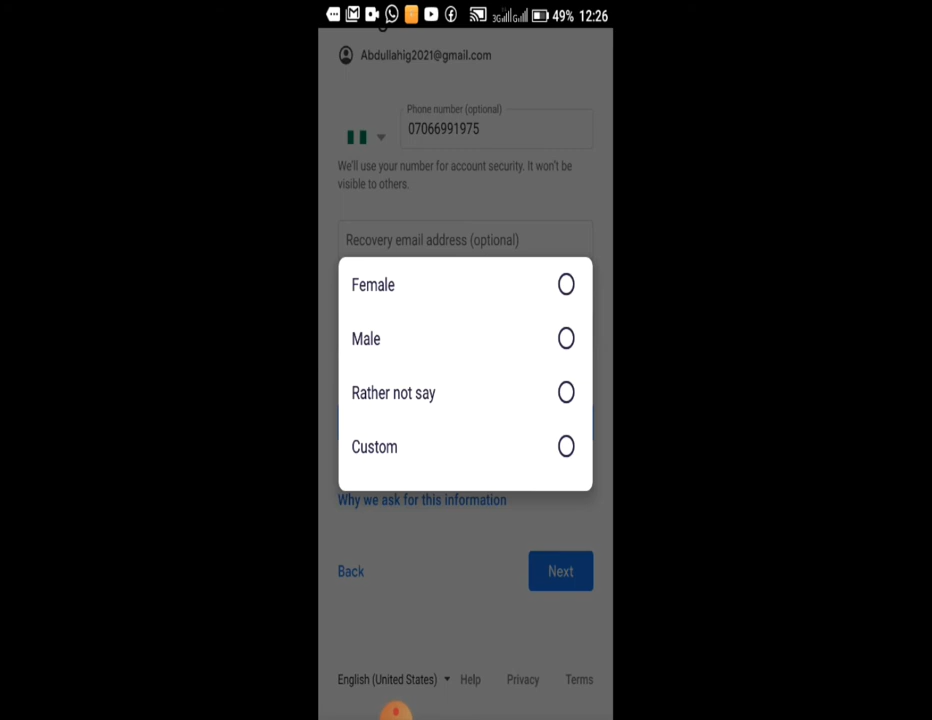 3G 49% 12:26
Abdullahig2021@gmail.com
Phone number (optional)
07066991975
We'll use your number for account security. It won't be
visible to others.
Recovery email address (optional)
Female
Male
Rather not say
Custom
Why we ask for this information
Back
Next
English (United States) Help Privacy Terms